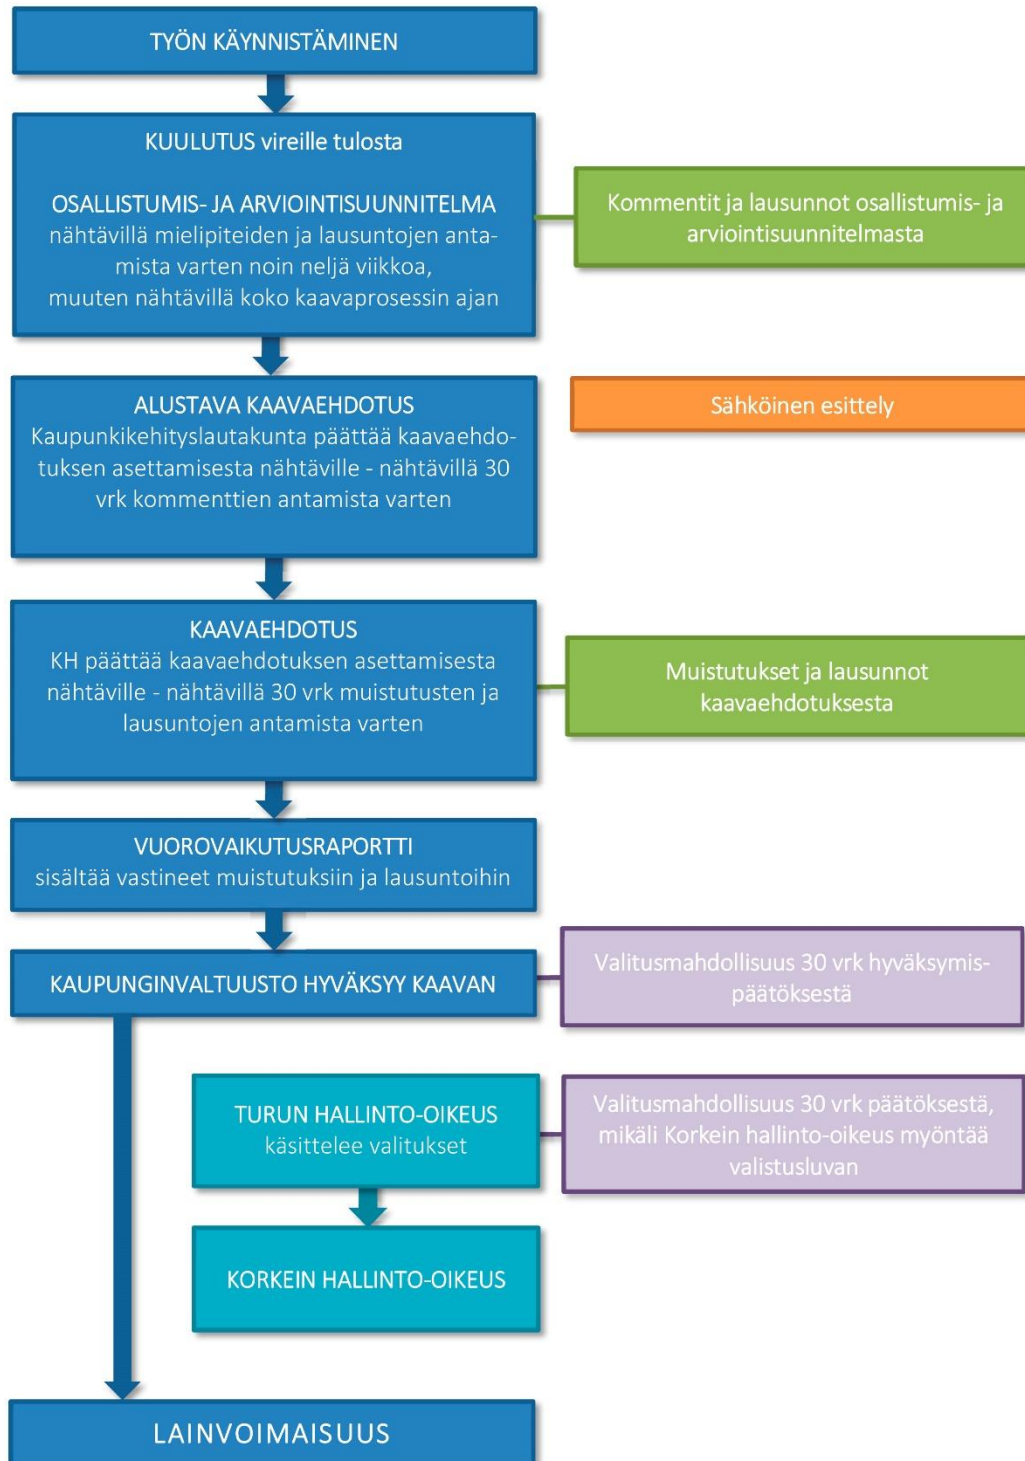 TYÖN KÄYNNISTÄMINEN
KUULUTUS vireille tulosta
OSALLISTUMIS- JA ARVIOINTISUUNNITELMA
nähtävillä mielipiteiden ja lausuntojen anta-
mista varten noin neljä viikkoa,
muuten nähtävillä koko kaavaprosessin ajan
Kommentit ja lausunnot osallistumis- ja
arviointisuunnitelmasta
ALUSTAVA KAAVAEHDOTUS
Kaupunkikehityslautakunta päättää kaavaehdo-
tuksen asettamisesta nähtäville - nähtävillä 30
vrk kommenttien antamista varten
Sähköinen esittely
KAAVAEHDOTUS
KH päättää kaavaehdotuksen asettamisesta
nähtäville - nähtävillä 30 vrk muistutusten ja
lausuntojen antamista varten
Muistutukset ja lausunnot
kaavaehdotuksesta
VUOROVAIKUTUSRAPORTTI
sisältää vastineet muistutuksiin ja lausuntoihin
KAUPUNGINVALTUUSTO HYVÄKSYY KAAVAN
Valitusmahdollisuus 30 vrk hyväksymis-
päätöksestä
TURUN HALLINTO-OIKEUS
käsittelee valitukset
Valitusmahdollisuus 30 vrk päätöksestä,
mikäli Korkein hallinto-oikeus myöntää
valistusluvan
KORKEIN HALLINTO-OIKEUS
LAINVOIMAISUUS